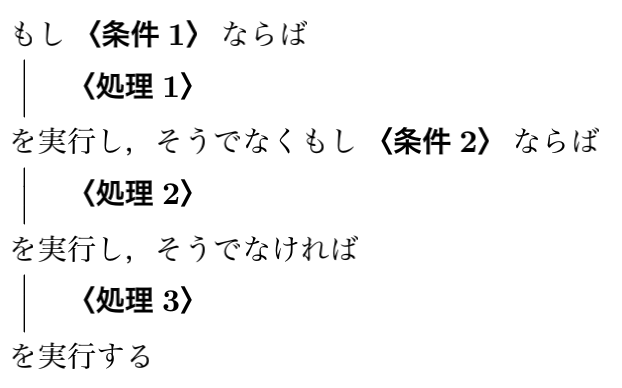 もし 〈条件 1〉 ならば
〈処理 1〉
を実行し，そうでなくもし 〈条件 2〉 ならば
〈処理 2〉
を実行し，そうでなければ
〈処理 3〉
を実行する